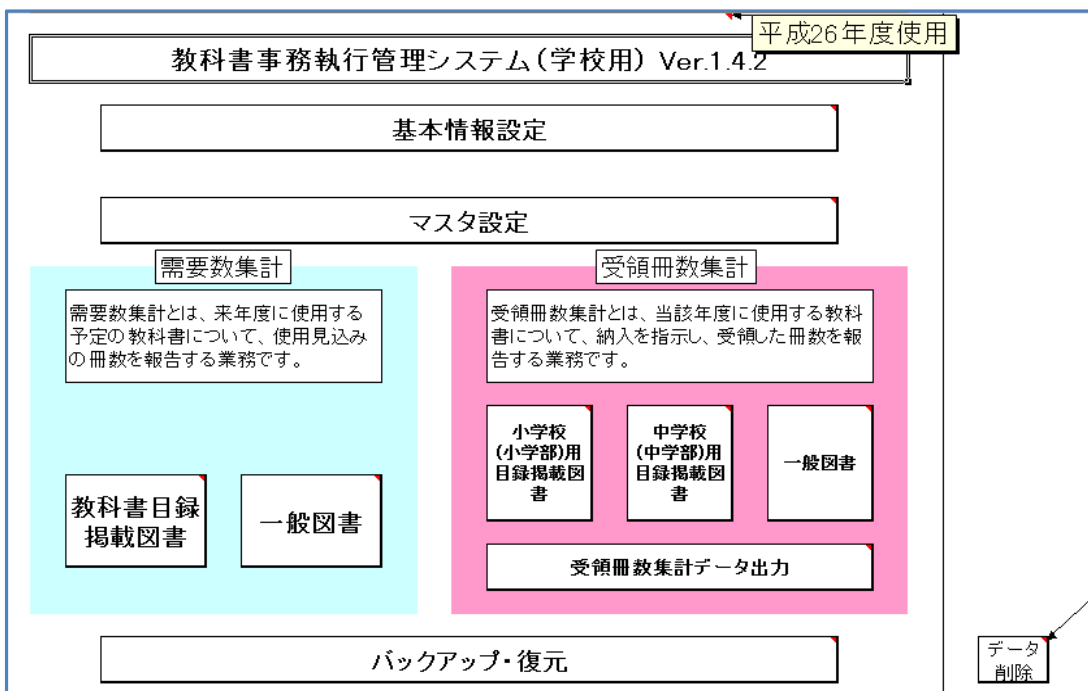 平成26年度使用
教科書事務執行管理システム(学校用) Ver.1.4.2
基本情報設定
マスタ設定
需要数集計
需要数集計とは、来年度に使用する
予定の教科書について、使用見込み
の冊数を報告する業務です。
教科書目録
掲載図書
一般図書
受領冊数集計
受領冊数集計とは、当該年度に使用する教科
書について、納入を指示し、受領した冊数を報
告する業務です。
小学校
(小学部)用
目録掲載図
書
中学校
(中学部)用
目録掲載図
書
一般図書
受領冊数集計データ出力
バックアップ・復元
データ
削除